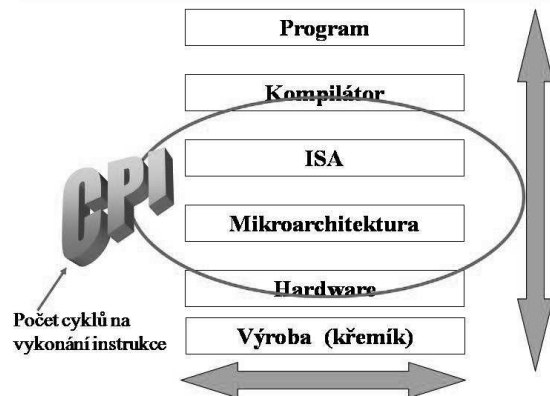 Program
Kompilátor
ISA
CPI
Mikroarchitektura
Hardware
Počet cyklů na
vykonání instrukce
Výroba (křemík)